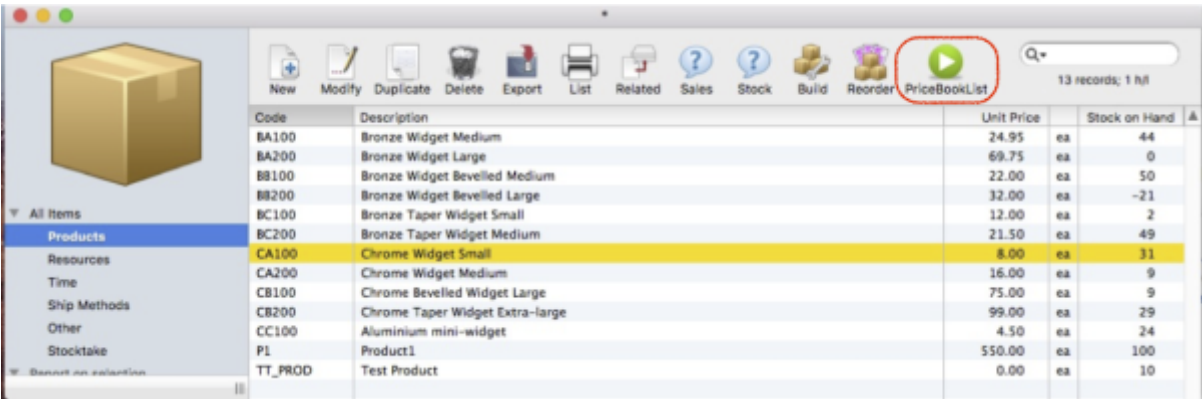 New Modify Duplicate Delete Export List Related Sales Stock Build Reorder PriceBookList
13 records; 1 h/l
Code Description Unit Price Stock on Hand
BA100 Bronze Widget Medium 24.95 ea 44
BA200 Bronze Widget Large 69.75 ea 0
BB100 Bronze Widget Bevelled Medium 22.00 ea 50
BB200 Bronze Widget Bevelled Large 32.00 ea -21
BC100 Bronze Taper Widget Small 12.00 ea 2
BC200 Bronze Taper Widget Medium 21.50 ea 49
CA100 Chrome Widget Small 8.00 ea 31
CA200 Chrome Widget Medium 16.00 ea 9
CB100 Chrome Bevelled Widget Large 75.00 ea 9
CB200 Chrome Taper Widget Extra-large 99.00 ea 29
CC100 Aluminium mini-widget 4.50 ea 24
P1 Product1 550.00 ea 100
TT_PROD Test Product 0.00 ea 10
All Items
Products
Resources
Time
Ship Methods
Other
Stocktake
Report on selection